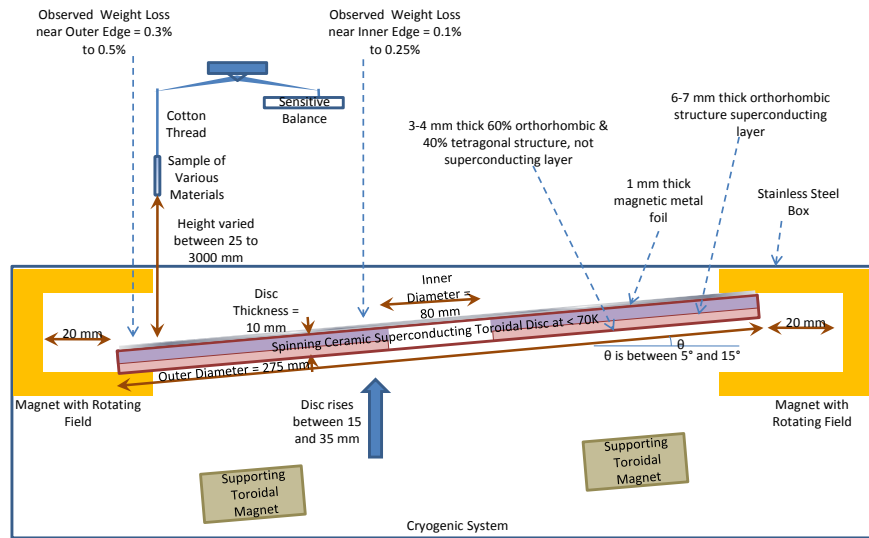 Observed Weight Loss
near Outer Edge = 0.3%
to 0.5%
Observed Weight Loss
near Inner Edge = 0.1%
to 0.25%
Cotton
Thread
Sensitive
Balance
Sample of
Various
Materials
Height varied
between 25 to
3000 mm
3-4 mm thick 60% orthorhombic &
40% tetragonal structure, not
superconducting layer
6-7 mm thick orthorhombic
structure superconducting
layer
1 mm thick
magnetic metal
foil
Stainless Steel
Box
Disc
Thickness =
10 mm
Inner
Diameter =
80 mm
20 mm
20 mm
Spinning Ceramic Superconducting Toroidal Disc at < 70K
Outer Diameter = 275 mm
θ
θ is between 5° and 15°
Magnet with Rotating
Field
Disc rises
between 15
and 35 mm
Magnet with
Rotating Field
Supporting
Toroidal
Magnet
Supporting
Toroidal
Magnet
Cryogenic System